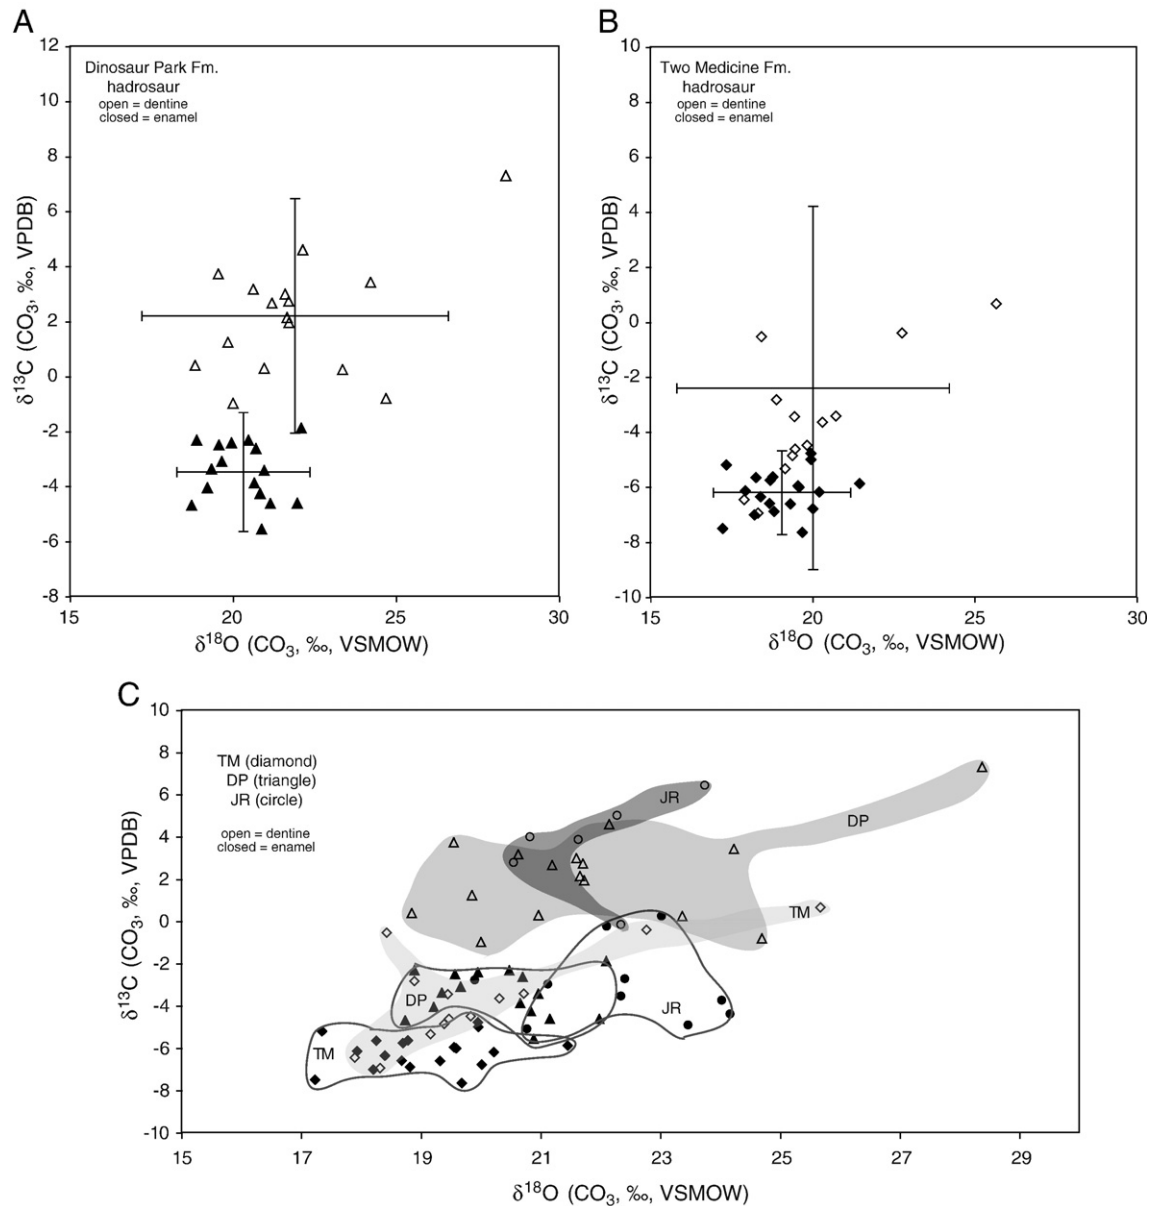 A
12
10
8
6
4
2
0
-2
-4
-6
-8
δ13C (CO3, ‰, VPDB)
Dinosaur Park Fm.
hadrosaur
open = dentine
closed = enamel
15
20
25
30
δ18O (CO3, ‰, VSMOW)
B
10
8
6
4
2
0
-2
-4
-6
-8
-10
δ13C (CO3, ‰, VPDB)
Two Medicine Fm.
hadrosaur
open = dentine
closed = enamel
15
20
25
30
δ18O (CO3, ‰, VSMOW)
C
10
8
6
4
2
0
-2
-4
-6
-8
-10
δ13C (CO3, ‰, VPDB)
TM (diamond)
DP (triangle)
JR (circle)
open = dentine
closed = enamel
JR
DP
TM
DP
JR
TM
15
17
19
21
23
25
27
29
δ18O (CO3, ‰, VSMOW)